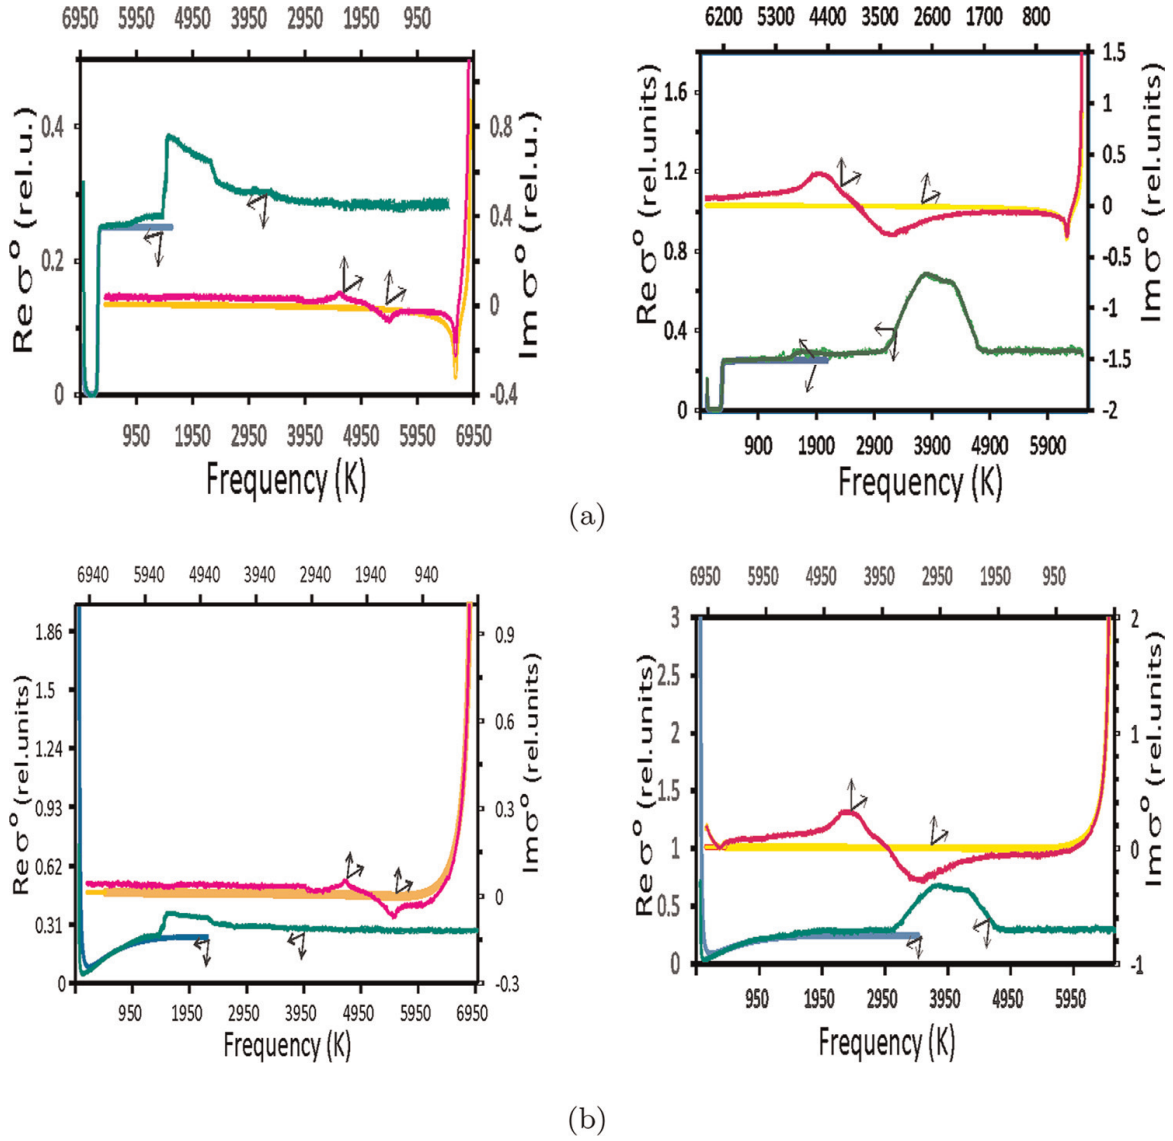 6950 5950 4950 3950 2950 1950 950
Re σ° (rel.u.)
0.4
0.2
0
0.8
0.4
0
-0.4
Im σ° (rel.u.)
950 1950 2950 3950 4950 5950 6950
Frequency (K)
6200 5300 4400 3500 2600 1700 800
Re σ° (rel.units)
1.6
1.2
0.8
0.4
0
1.5
1
0.5
0
-0.5
-1
-1.5
-2
Im σ° (rel.units)
900 1900 2900 3900 4900 5900
Frequency (K)
(a)
6940 5940 4940 3940 2940 1940 940
Re σ° (rel.units)
1.86
1.5
1.24
0.93
0.62
0.31
0
0.9
0.6
0.3
0
-0.3
Im σ° (rel.units)
950 1950 2950 3950 4950 5950 6950
Frequency (K)
6950 5950 4950 3950 2950 1950 950
Re σ° (rel.units)
3
2.5
2
1.5
1
0.5
0
2
1
0
-1
Im σ° (rel.units)
950 1950 2950 3950 4950 5950
Frequency (K)
(b)